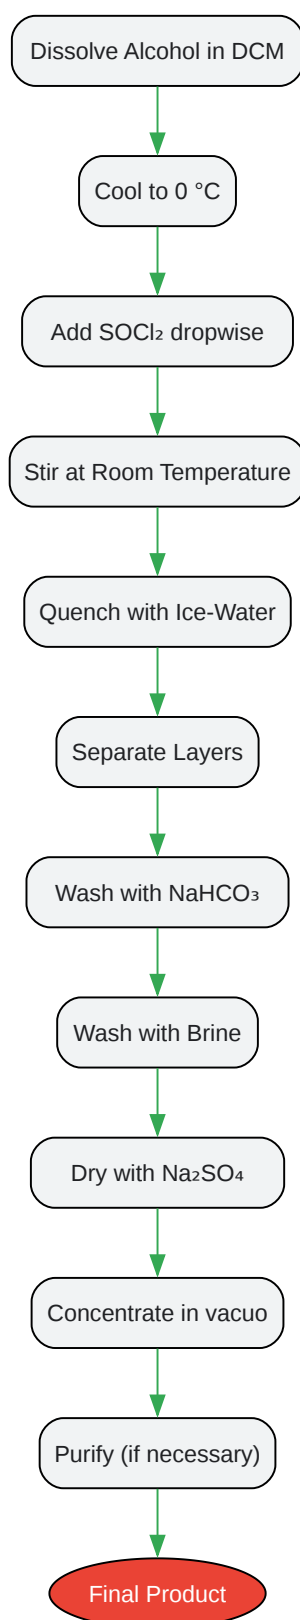 Dissolve Alcohol in DCM
Cool to 0 °C
Add SOCl₂ dropwise
Stir at Room Temperature
Quench with Ice-Water
Separate Layers
Wash with NaHCO₃
Wash with Brine
Dry with Na₂SO₄
Concentrate in vacuo
Purify (if necessary)
Final Product